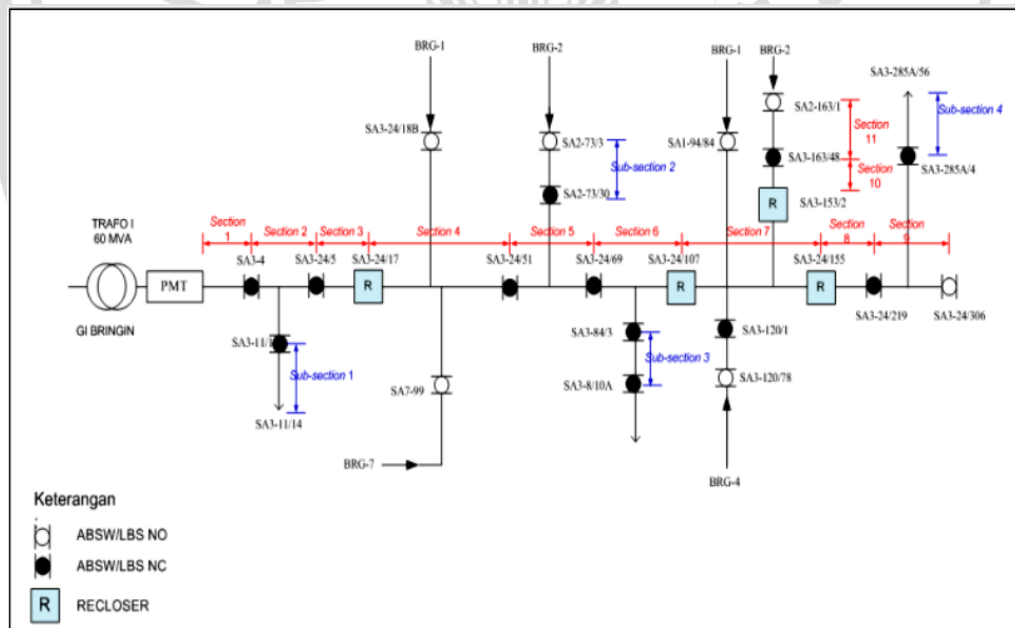 BRG-1
BRG-2
BRG-1
BRG-2
SA3-285A/56
SA3-24/18B
SA2-73/3
SA1-94/84
SA2-163/1
Section
11
Sub-section 4
Sub-section 2
SA3-163/48
SA3-285A/4
SA2-73/30
Section
10
R
SA3-153/2
TRAFO I
60 MVA
Section
1
Section 2
Section 3
Section 4
Section 5
Section 6
Section 7
Section
8
Section
9
SA3-4
SA3-24/5
SA3-24/17
SA3-24/51
SA3-24/69
SA3-24/107
SA3-24/155
PMT
R
R
R
GI BRINGIN
SA3-24/219
SA3-24/306
SA3-11/1
SA3-84/3
SA3-120/1
Sub-section 1
Sub-section 3
SA7-99
SA3-8/10A
SA3-120/78
SA3-11/14
BRG-7
BRG-4
Keterangan
ABSW/LBS NO
ABSW/LBS NC
R
RECLOSER